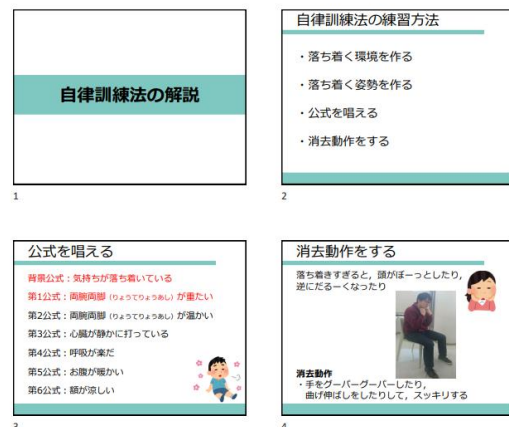 自律訓練法の解説
1
自律訓練法の練習方法
・落ち着く環境を作る
・落ち着く姿勢を作る
・公式を唱える
・消去動作をする
2
公式を唱える
背景公式：気持ちが落ち着いている
第1公式：両腕両脚（りょうてりょうあし）が重たい
第2公式：両腕両脚（りょうてりょうあし）が温かい
第3公式：心臓が静かに打っている
第4公式：呼吸が楽だ
第5公式：お腹が暖かい
第6公式：額が涼しい
3
消去動作をする
落ち着きすぎると，頭がぼーっとしたり，
逆にだるーくなったり
消去動作
・手をグーパーグーパーしたり，
曲げ伸ばしをしたりして，スッキリする
4